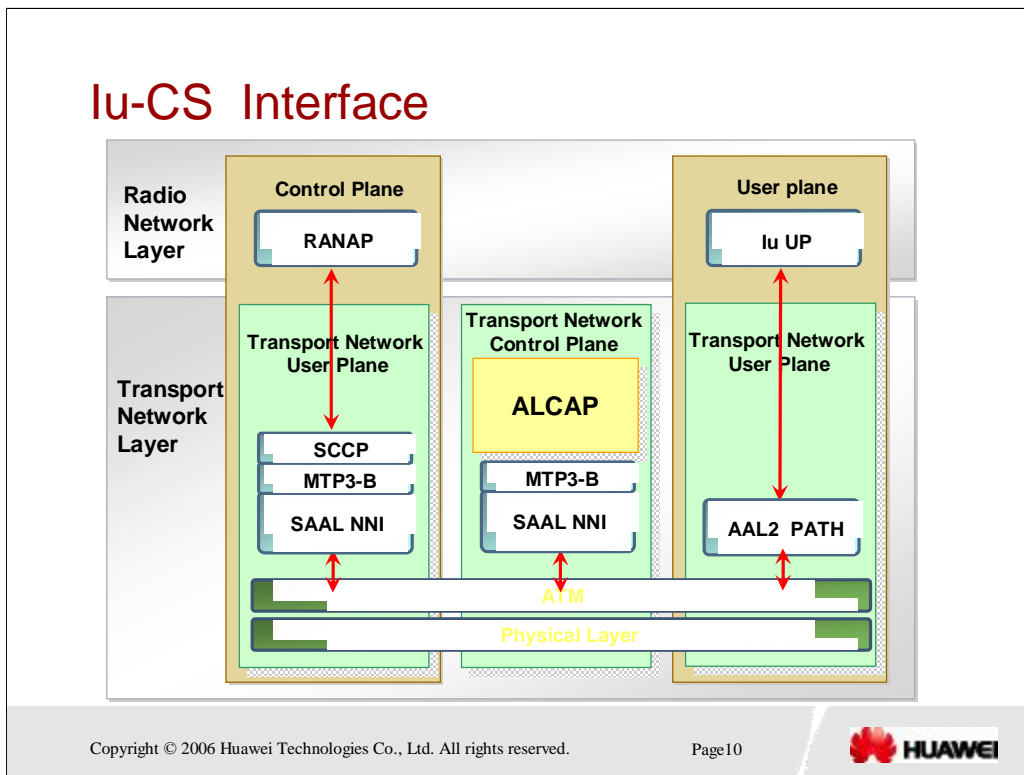 Iu-CS Interface
Radio
Network
Layer
Control Plane
RANAP
User plane
Iu UP
Transport
Network
Layer
Transport Network
User Plane
SCCP
MTP3-B
SAAL NNI
Transport Network
Control Plane
ALCAP
MTP3-B
SAAL NNI
Transport Network
User Plane
AAL2 PATH
ATM
Physical Layer
Copyright © 2006 Huawei Technologies Co., Ltd. All rights reserved.
Page10
HUAWEI